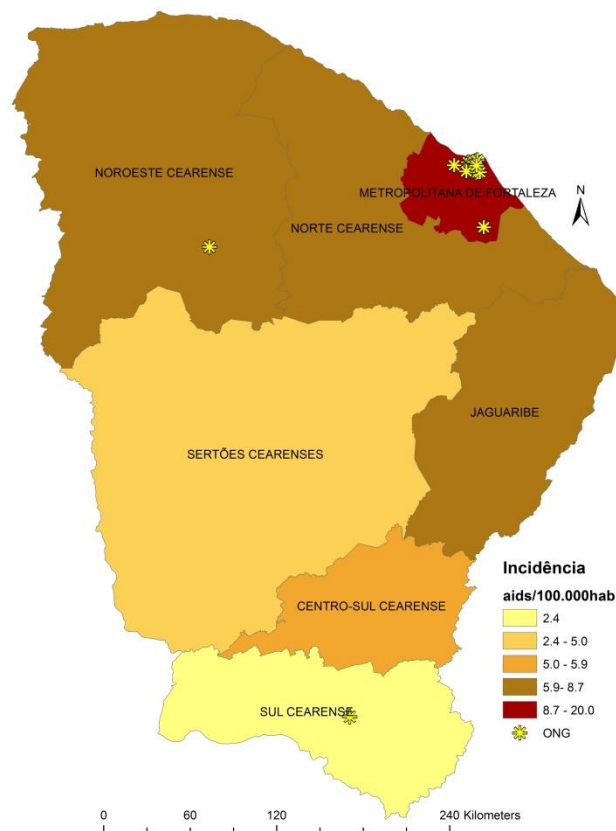 NOROESTE CEARENSE
METROPOLITANA DE FORTALEZA
N
NORTE CEARENSE
JAGUARIBE
SERTÕES CEARENSES
CENTRO-SUL CEARENSE
SUL CEARENSE
Incidência
aids/100.000hab
2.4
2.4 - 5.0
5.0 - 5.9
5.9- 8.7
8.7 - 20.0
ONG
0 60 120 240 Kilometers